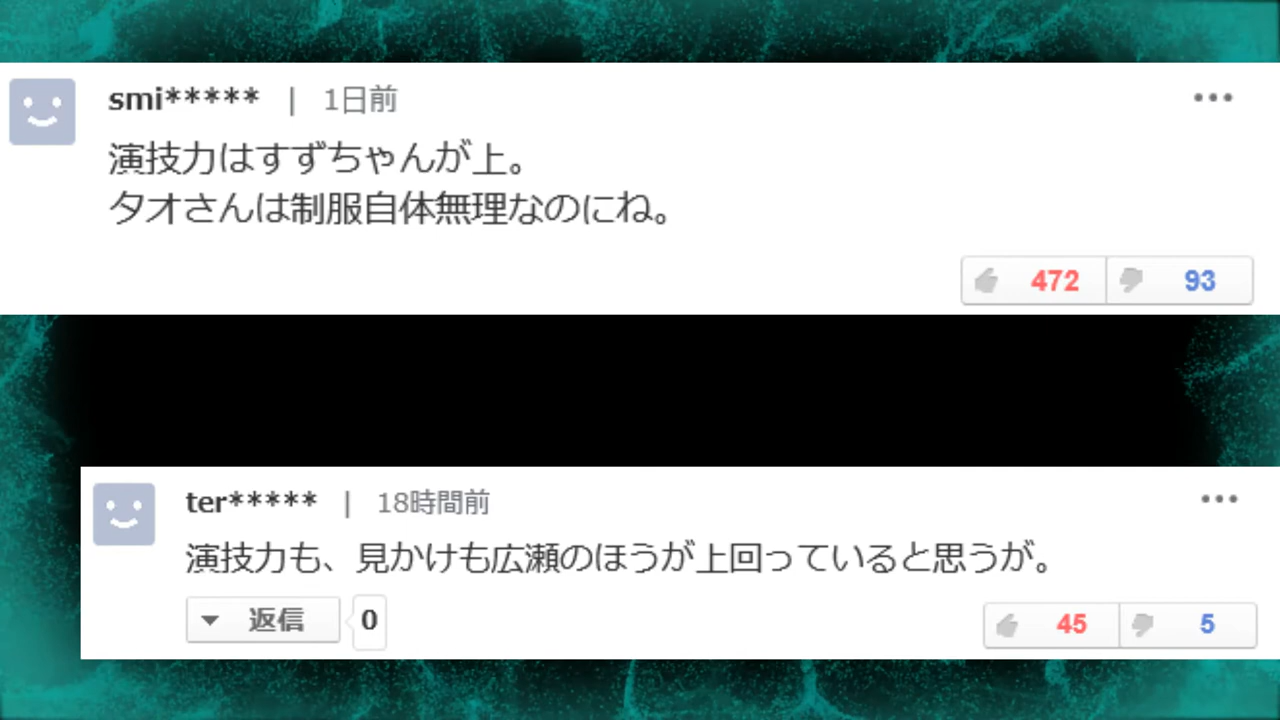 smi***** | 1日前
演技力はすずちゃんが上。
タオさんは制服自体無理なのにね。
472 93
ter***** | 18時間前
演技力も、見かけも広瀬のほうが上回っていると思うが。
返信 0
45 5